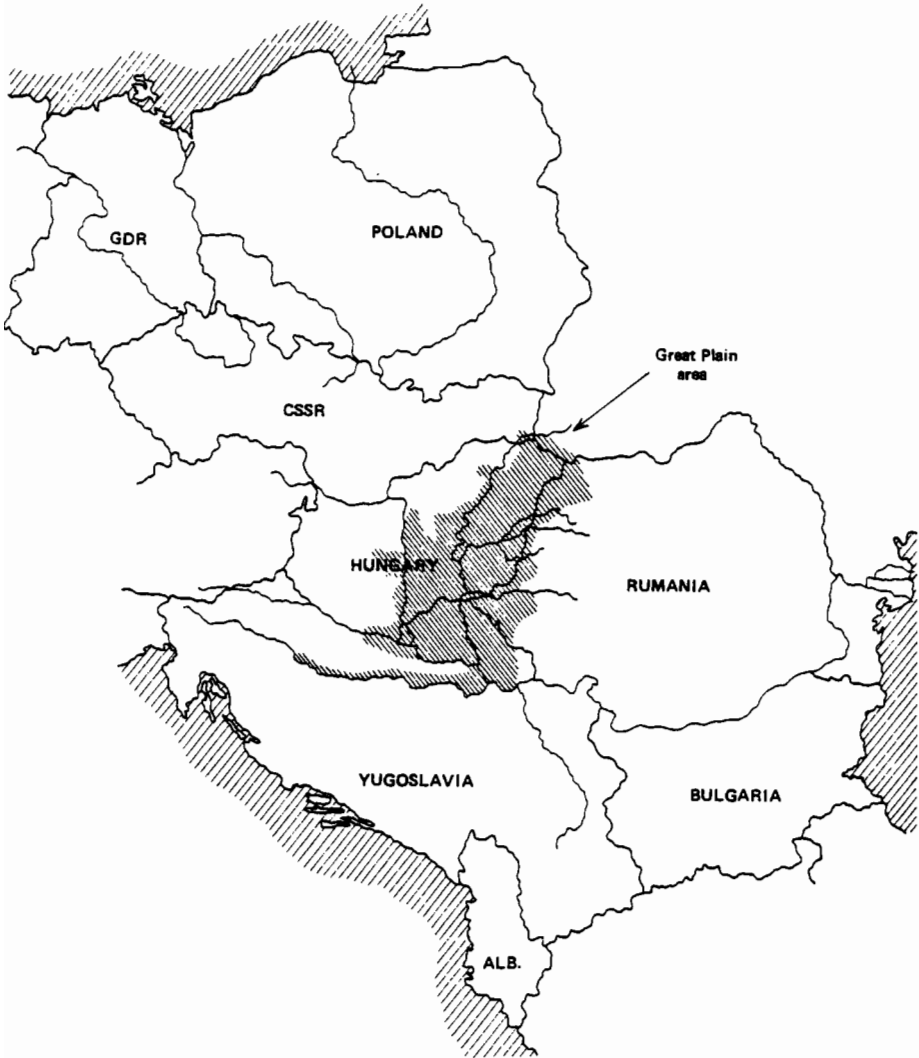 GDR
POLAND
Great Plain
area
CSSR
HUNGARY
RUMANIA
YUGOSLAVIA
BULGARIA
ALB.